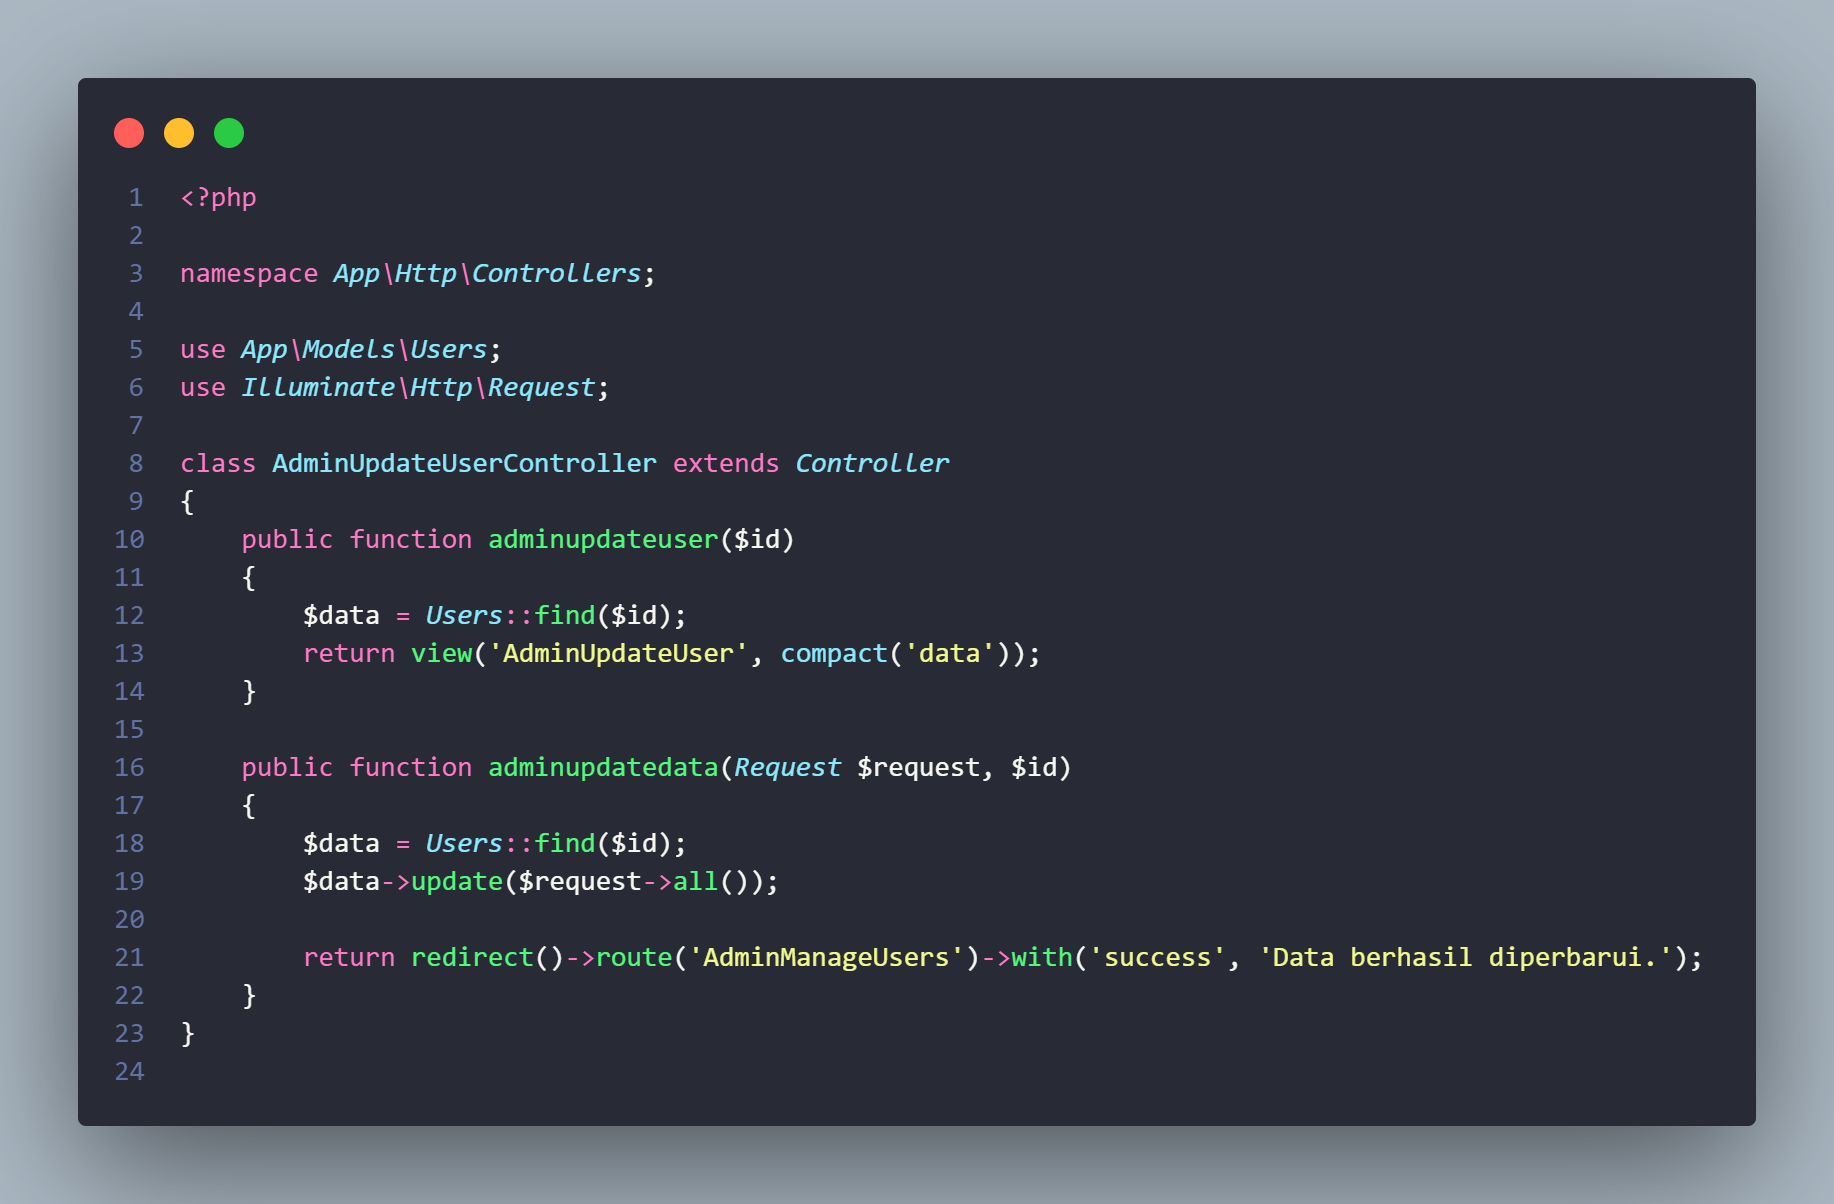 1 <?php
2
3 namespace App\Http\Controllers;
4
5 use App\Models\Users;
6 use Illuminate\Http\Request;
7
8 class AdminUpdateUserController extends Controller
9 {
10     public function adminupdateuser($id)
11     {
12         $data = Users::find($id);
13         return view('AdminUpdateUser', compact('data'));
14     }
15
16     public function adminupdatedata(Request $request, $id)
17     {
18         $data = Users::find($id);
19         $data->update($request->all());
20
21         return redirect()->route('AdminManageUsers')->with('success', 'Data berhasil diperbarui.');
22     }
23 }
24